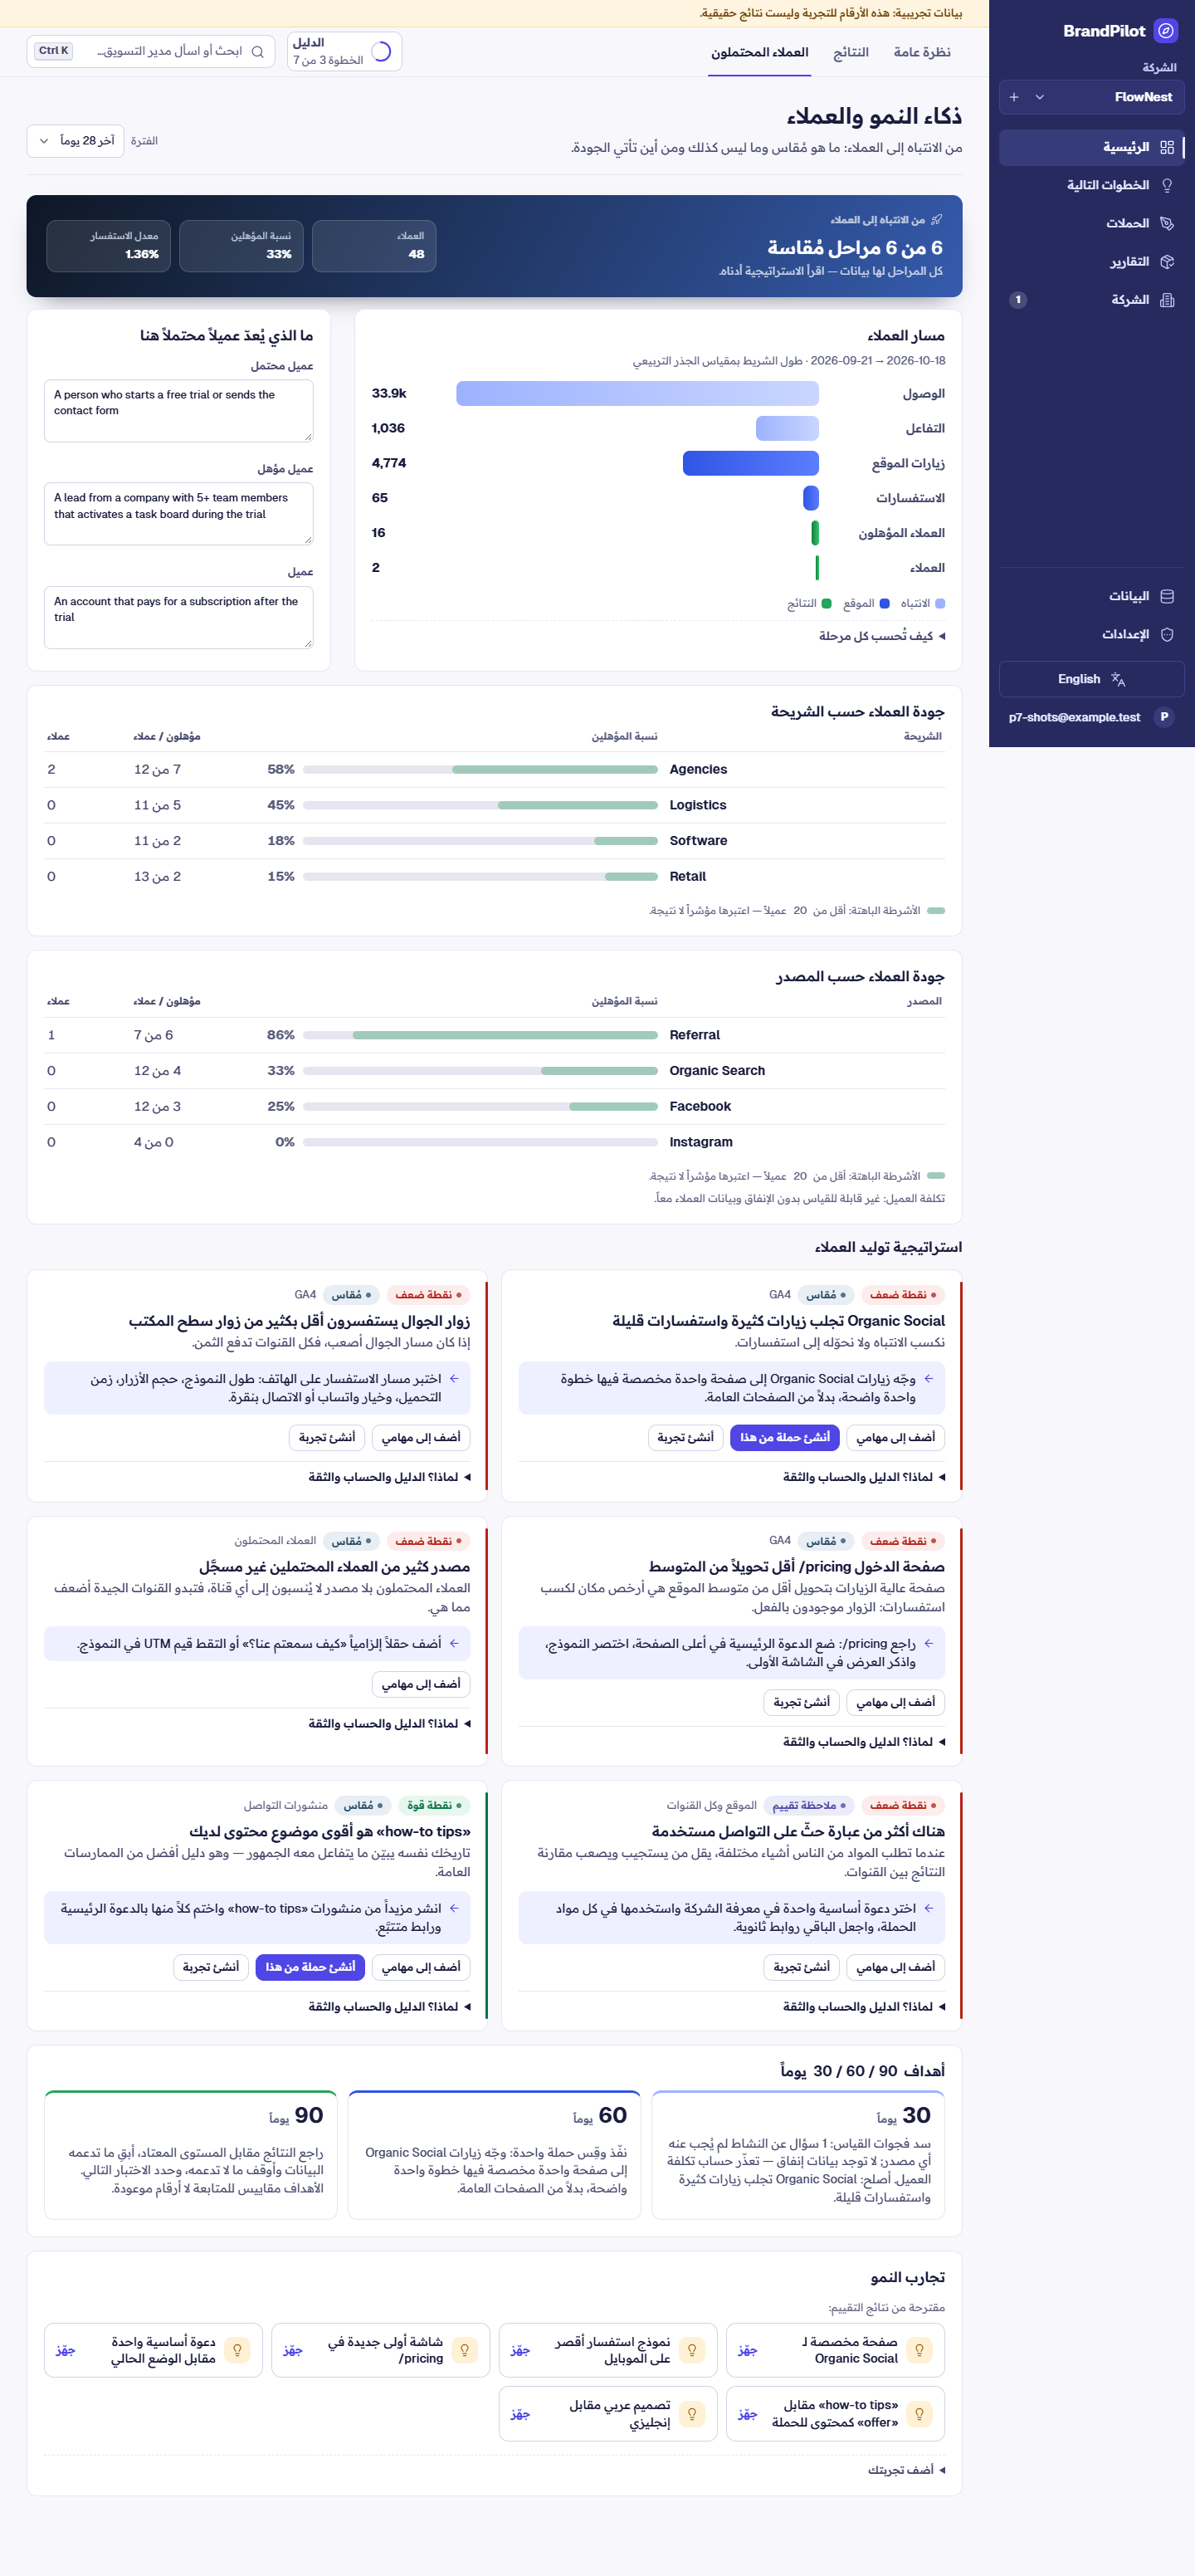 بيانات تجريبية: هذه الأرقام للتجربة وليست نتائج حقيقية.
BrandPilot
الشركة
FlowNest
الرئيسية
الخطوات التالية
الحملات
التقارير
الشركة
1
البيانات
الإعدادات
English
P
p7-shots@example.test
نظرة عامة
النتائج
العملاء المحتملون
الدليل
الخطوة 3 من 7
ابحث أو اسأل مدير التسويق...
Ctrl K
ذكاء النمو والعملاء
من الانتباه إلى العملاء: ما هو مُقاس وما ليس كذلك ومن أين تأتي الجودة.
الفترة
آخر 28 يوماً
من الانتباه إلى العملاء
6 من 6 مراحل مُقاسة
كل المراحل لها بيانات — اقرأ الاستراتيجية أدناه.
العملاء
48
نسبة المؤهلين
33%
معدل الاستفسار
1.36%
مسار العملاء
2026-09-21 → 2026-10-18 · طول الشريط بمقياس الجذر التربيعي
الوصول
33.9k
التفاعل
1,036
زيارات الموقع
4,774
الاستفسارات
65
العملاء المؤهلون
16
العملاء
2
الانتباه
الموقع
النتائج
كيف تُحسب كل مرحلة
ما الذي يُعدّ عميلاً محتملاً هنا
عميل محتمل
A person who starts a free trial or sends the
contact form
عميل مؤهل
A lead from a company with 5+ team members
that activates a task board during the trial
عميل
An account that pays for a subscription after the
trial
جودة العملاء حسب الشريحة
الشريحة نسبة المؤهلين مؤهلون / عملاء عملاء
Agencies 58% 7 من 12 2
Logistics 45% 5 من 11 0
Software 18% 2 من 11 0
Retail 15% 2 من 13 0
الأشرطة الباهتة: أقل من 20 عميلاً — اعتبرها مؤشراً لا نتيجة.
جودة العملاء حسب المصدر
المصدر نسبة المؤهلين مؤهلون / عملاء عملاء
Referral 86% 6 من 7 1
Organic Search 33% 4 من 12 0
Facebook 25% 3 من 12 0
Instagram 0% 0 من 4 0
الأشرطة الباهتة: أقل من 20 عميلاً — اعتبرها مؤشراً لا نتيجة.
تكلفة العميل: غير قابلة للقياس بدون الإنفاق وبيانات العملاء معاً.
استراتيجية توليد العملاء
نقطة ضعف مُقاس GA4
Organic Social تجلب زيارات كثيرة واستفسارات قليلة
نكسب الانتباه ولا نحوّله إلى استفسارات.
وجّه زيارات Organic Social إلى صفحة واحدة مخصصة فيها خطوة
واحدة واضحة، بدلاً من الصفحات العامة.
أضف إلى مهامي
أنشئ حملة من هذا
أنشئ تجربة
لماذا؟ الدليل والحساب والثقة
نقطة ضعف مُقاس GA4
زوار الجوال يستفسرون أقل بكثير من زوار سطح المكتب
إذا كان مسار الجوال أصعب، فكل القنوات تدفع الثمن.
اختبر مسار الاستفسار على الهاتف: طول النموذج، حجم الأزرار، زمن
التحميل، وخيار واتساب أو الاتصال بنقرة.
أضف إلى مهامي
أنشئ تجربة
لماذا؟ الدليل والحساب والثقة
نقطة ضعف مُقاس GA4
صفحة الدخول pricing/ أقل تحويلاً من المتوسط
صفحة عالية الزيارات بتحويل أقل من متوسط الموقع هي أرخص مكان لكسب
استفسارات: الزوار موجودون بالفعل.
راجع pricing/: ضع الدعوة الرئيسية في أعلى الصفحة، اختصر النموذج،
واذكر العرض في الشاشة الأولى.
أضف إلى مهامي
أنشئ تجربة
لماذا؟ الدليل والحساب والثقة
نقطة ضعف مُقاس العملاء المحتملون
مصدر كثير من العملاء المحتملين غير مسجَّل
العملاء المحتملون بلا مصدر لا يُنسبون إلى أي قناة، فتبدو القنوات الجيدة أضعف
مما هي.
أضف حقلاً إلزامياً «كيف سمعتم عنا؟» أو التقط قيم UTM في النموذج.
أضف إلى مهامي
لماذا؟ الدليل والحساب والثقة
نقطة ضعف ملاحظة تقييم الموقع وكل القنوات
هناك أكثر من عبارة حثّ على التواصل مستخدمة
عندما تطلب المواد من الناس أشياء مختلفة، يقل من يستجيب ويصعب مقارنة
النتائج بين القنوات.
اختر دعوة أساسية واحدة في معرفة الشركة واستخدمها في كل مواد
الحملة، واجعل الباقي روابط ثانوية.
أضف إلى مهامي
أنشئ تجربة
لماذا؟ الدليل والحساب والثقة
نقطة قوة مُقاس منشورات التواصل
«how-to tips» هو أقوى موضوع محتوى لديك
تاريخك نفسه يبيّن ما يتفاعل معه الجمهور — وهو دليل أفضل من الممارسات
العامة.
انشر مزيداً من منشورات «how-to tips» واختم كلاً منها بالدعوة الرئيسية
ورابط متتبَّع.
أضف إلى مهامي
أنشئ حملة من هذا
أنشئ تجربة
لماذا؟ الدليل والحساب والثقة
أهداف 90 / 60 / 30 يوماً
30 يوماً
سد فجوات القياس: 1 سؤال عن النشاط لم يُجب عنه
أي مصدر; لا توجد بيانات إنفاق — تعذّر حساب تكلفة
العميل. أصلح: Organic Social تجلب زيارات كثيرة
واستفسارات قليلة.
60 يوماً
نفّذ وقِس حملة واحدة: وجّه زيارات Organic Social
إلى صفحة واحدة مخصصة فيها خطوة واحدة
واضحة، بدلاً من الصفحات العامة.
90 يوماً
راجع النتائج مقابل المستوى المعتاد، أبقِ ما تدعمه
البيانات وأوقف ما لا تدعمه، وحدد الاختبار التالي.
الأهداف مقاييس للمتابعة لا أرقام موعودة.
تجارب النمو
مقترحة من نتائج التقييم:
صفحة مخصصة لـ
Organic Social
جهّز
نموذج استفسار أقصر
على الموبايل
جهّز
شاشة أولى جديدة في
pricing/
جهّز
دعوة أساسية واحدة
مقابل الوضع الحالي
جهّز
«how-to tips» مقابل
«offer» كمحتوى للحملة
جهّز
تصميم عربي مقابل
إنجليزي
جهّز
أضف تجربتك